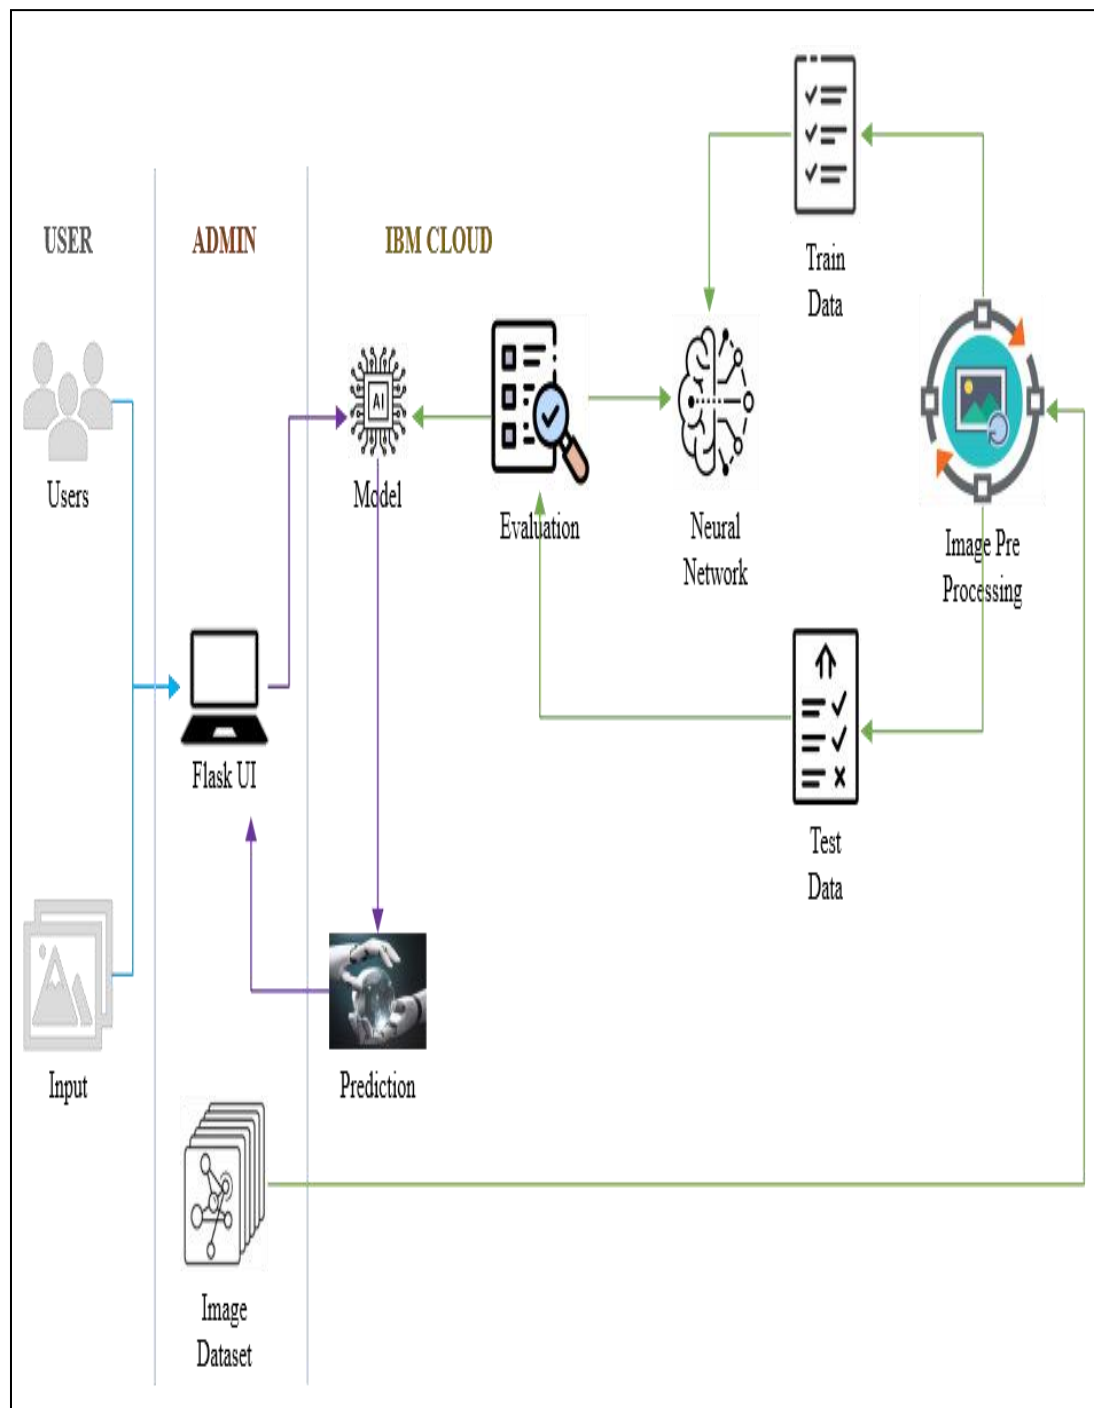 USER
ADMIN
IBM CLOUD
Train
Data
Users
Model
Evaluation
Neural
Network
Image Pre
Processing
Flask UI
Test
Data
Input
Prediction
Image
Dataset
AI